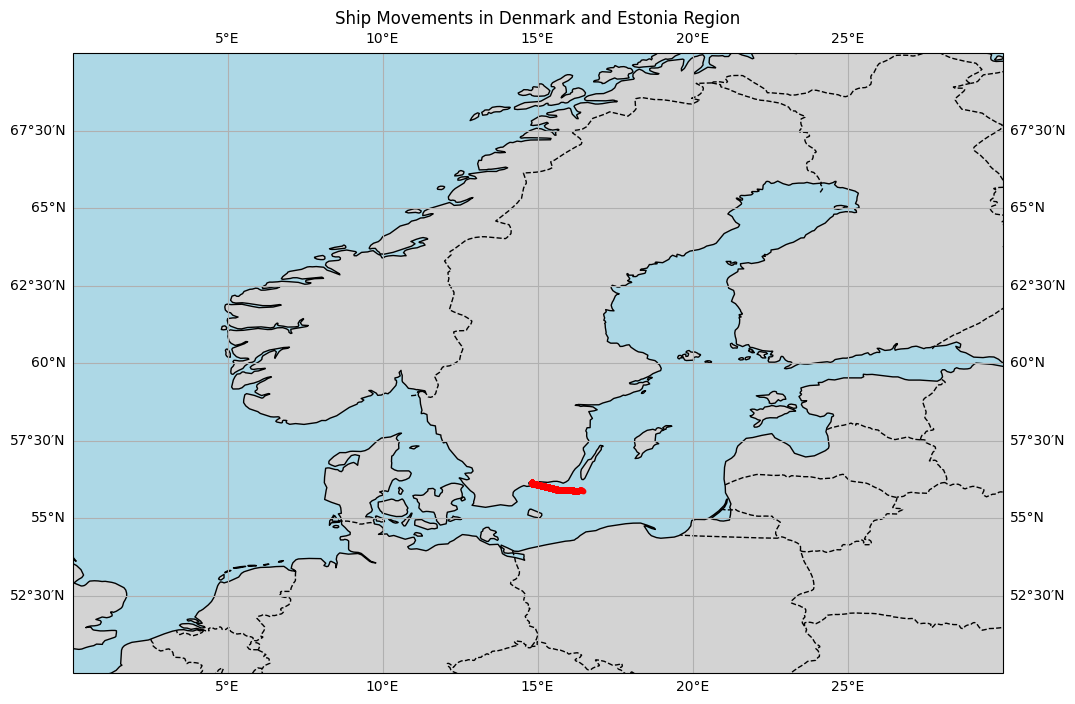 Ship Movements in Denmark and Estonia Region
5°E 10°E 15°E 20°E 25°E
67°30′N 67°30′N
65°N 65°N
62°30′N 62°30′N
60°N 60°N
57°30′N 57°30′N
55°N 55°N
52°30′N 52°30′N
5°E 10°E 15°E 20°E 25°E